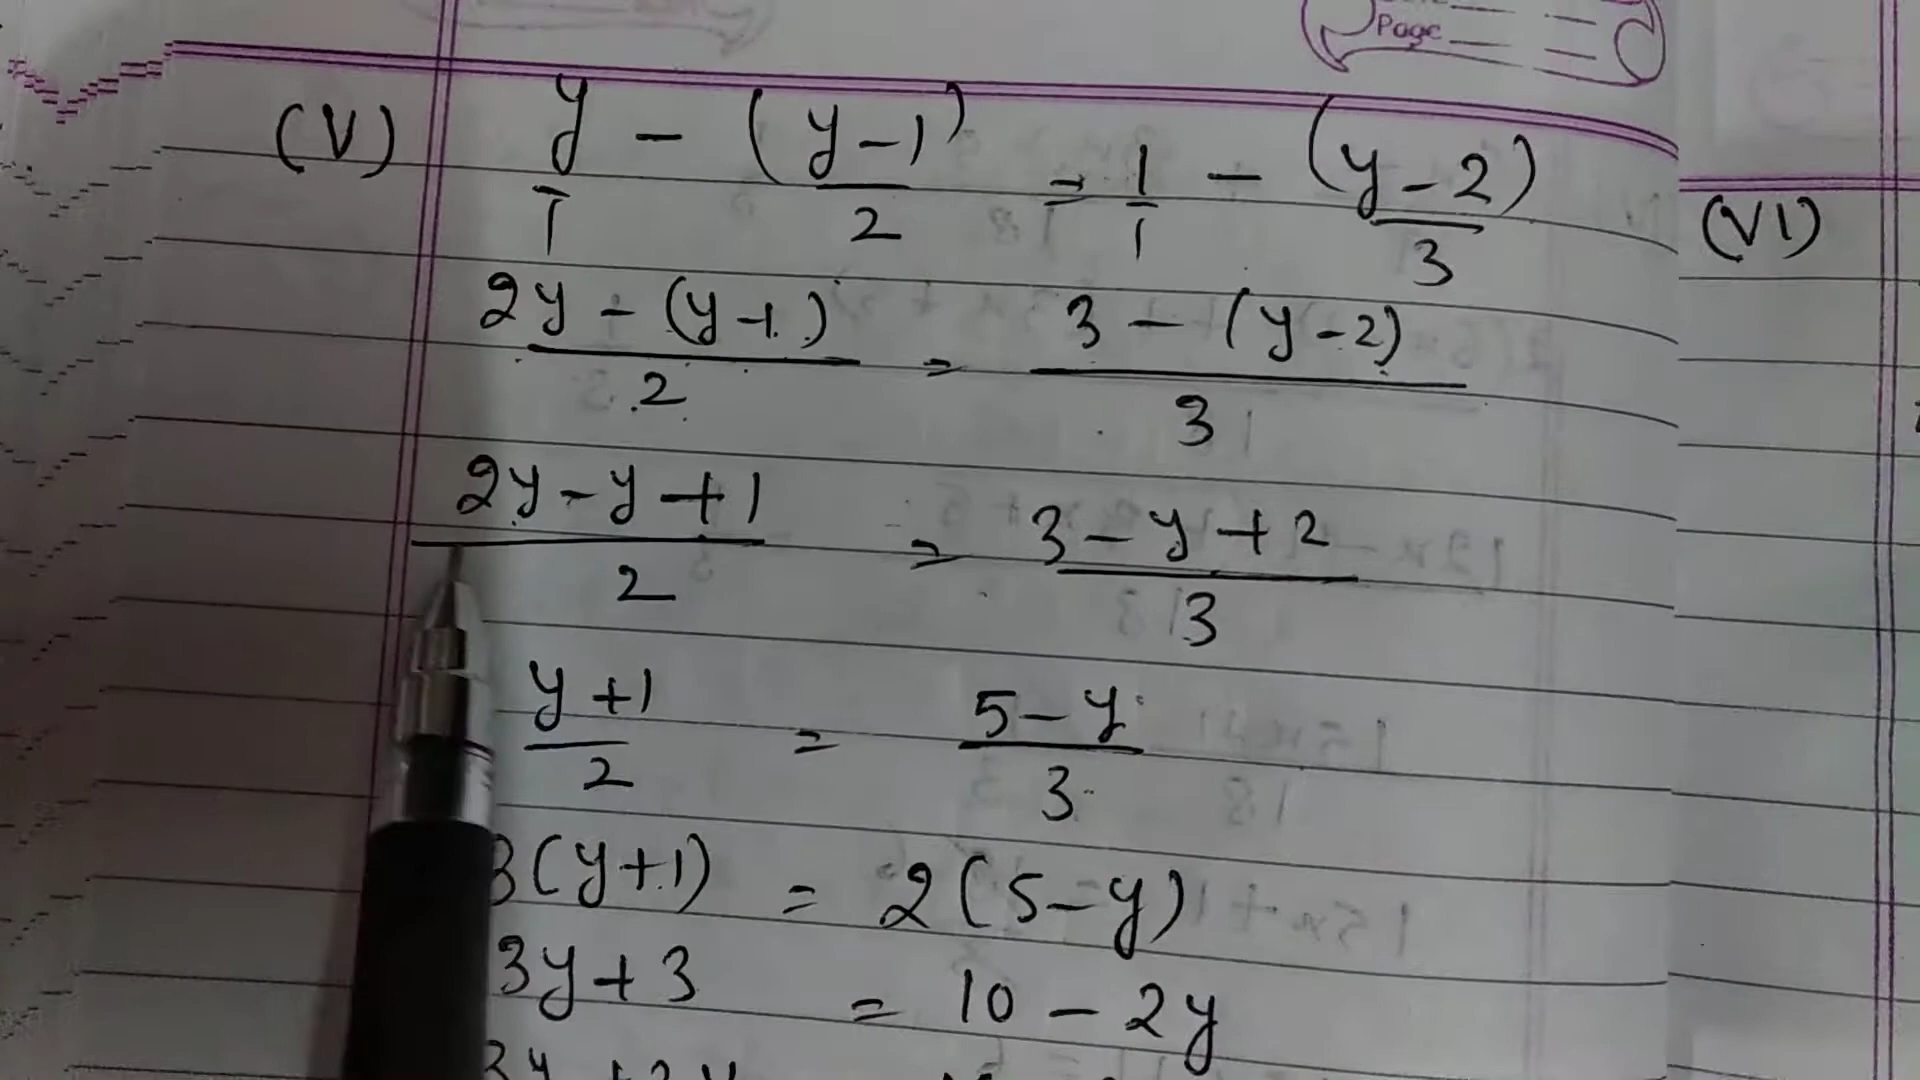 Page
(V) y/1 - (y-1)/2 = 1/1 - (y-2)/3
(VI)
2y - (y-1)/2 = 3 - (y-2)/3
2y - y + 1/2 = 3 - y + 2/3
y + 1/2 = 5 - y/3
3(y+1) = 2(5-y)
3y + 3 = 10 - 2y